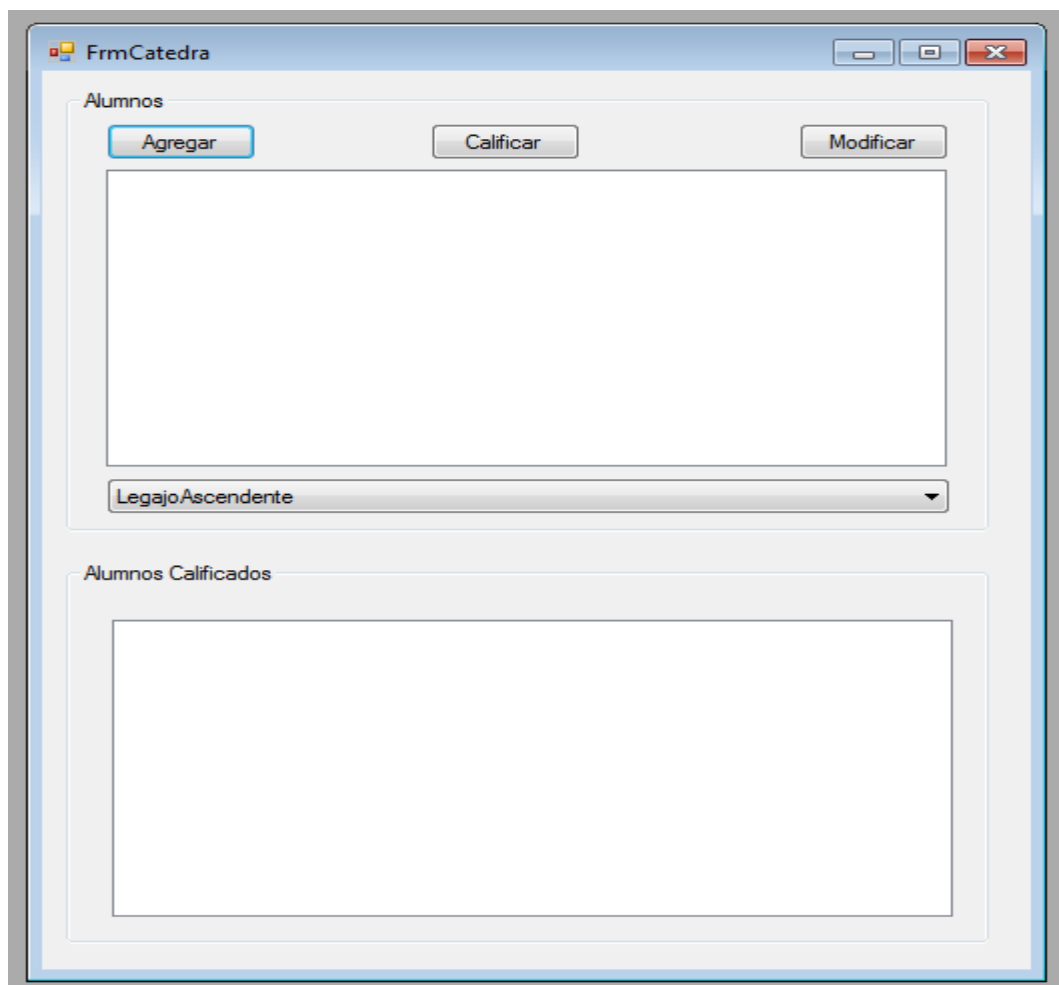 FrmCatedra
Alumnos
Agregar
Calificar
Modificar
LegajoAscendente
Alumnos Calificados